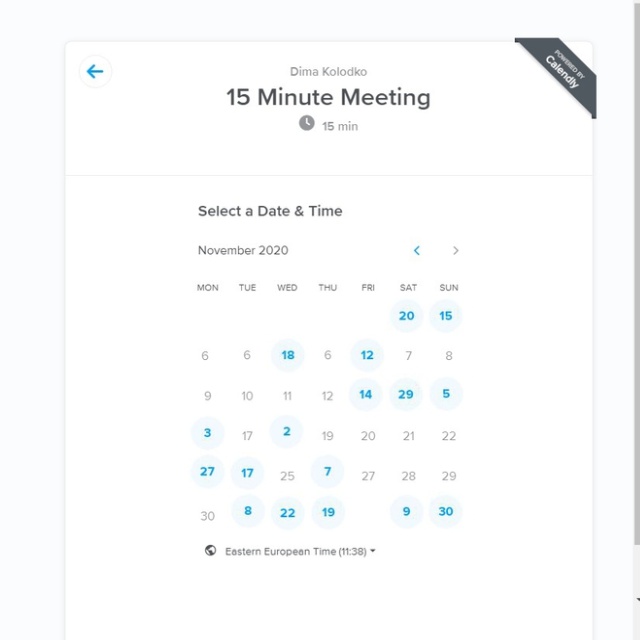 POWERED BY
Calendly
Dima Kolodko
15 Minute Meeting
15 min
Select a Date & Time
November 2020
MON TUE WED THU FRI SAT SUN
20 15
6 6 18 6 12 7 8
9 10 11 12 14 29 5
3 17 2 19 20 21 22
27 17 25 7 27 28 29
30 8 22 19 9 30
Eastern European Time (11:38)